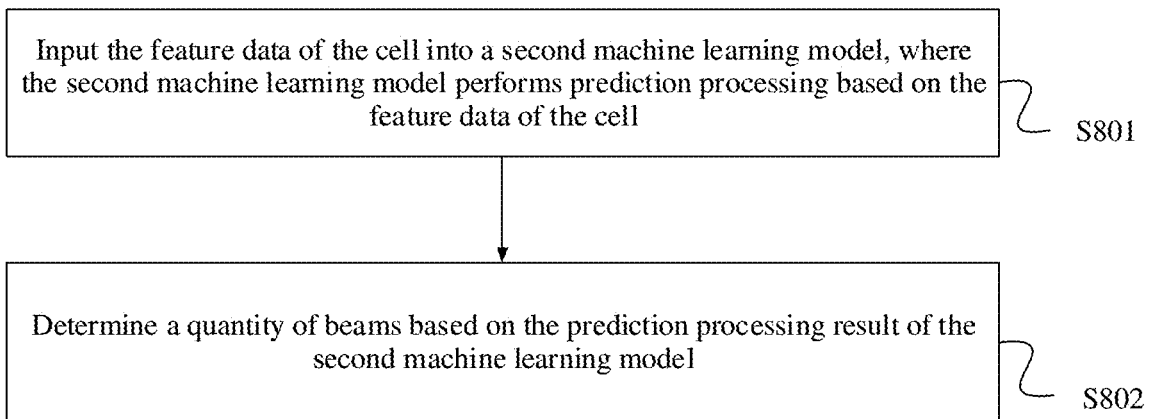 Input the feature data of the cell into a second machine learning model, where
the second machine learning model performs prediction processing based on the
feature data of the cell
S801
Determine a quantity of beams based on the prediction processing result of the
second machine learning model
S802